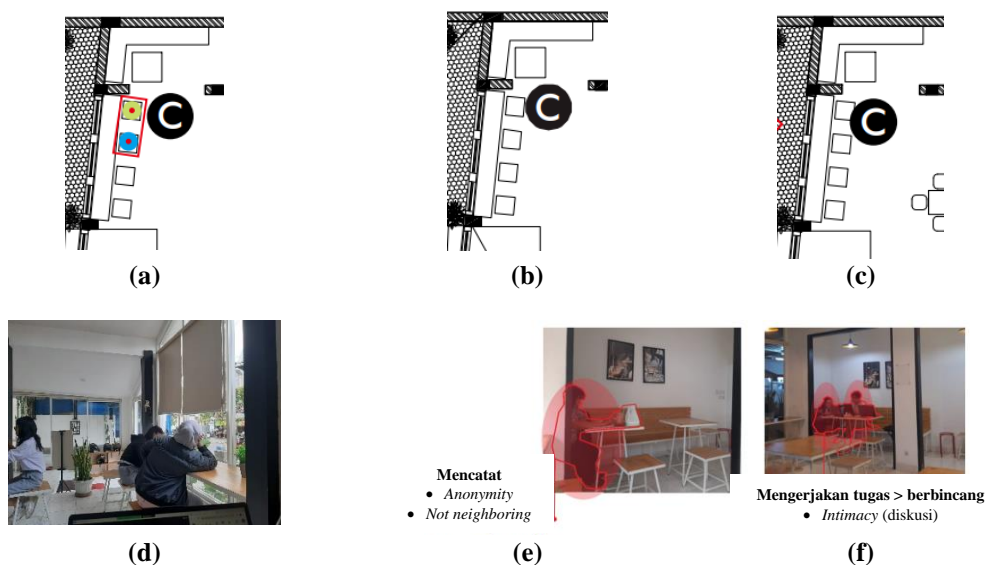 C
C
C
(a)
(b)
(c)
Mencatat
• Anonymity
• Not neighboring
Mengerjakan tugas > berbincang
• Intimacy (diskusi)
(d)
(e)
(f)